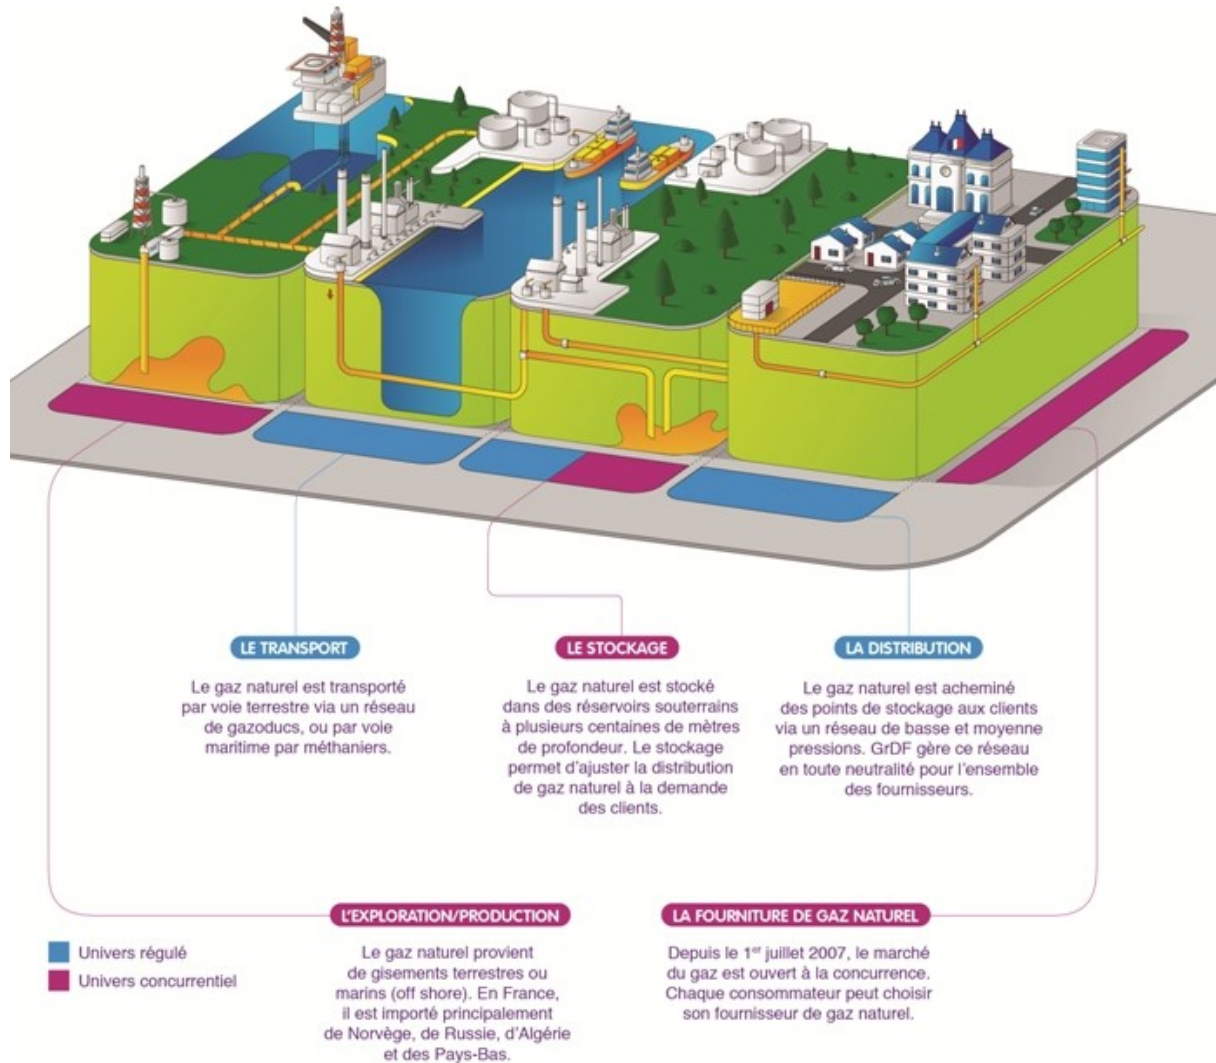 LE TRANSPORT
Le gaz naturel est transporté
par voie terrestre via un réseau
de gazoducs, ou par voie
maritime par méthaniers.
LE STOCKAGE
Le gaz naturel est stocké
dans des réservoirs souterrains
à plusieurs centaines de mètres
de profondeur. Le stockage
permet d'ajuster la distribution
de gaz naturel à la demande
des clients.
LA DISTRIBUTION
Le gaz naturel est acheminé
des points de stockage aux clients
via un réseau de basse et moyenne
pressions. GrDF gère ce réseau
en toute neutralité pour l'ensemble
des fournisseurs.
Univers régulé
Univers concurrentiel
L'EXPLORATION/PRODUCTION
Le gaz naturel provient
de gisements terrestres ou
marins (off shore). En France,
il est importé principalement
de Norvège, de Russie, d'Algérie
et des Pays-Bas.
LA FOURNITURE DE GAZ NATUREL
Depuis le 1er juillet 2007, le marché
du gaz est ouvert à la concurrence.
Chaque consommateur peut choisir
son fournisseur de gaz naturel.